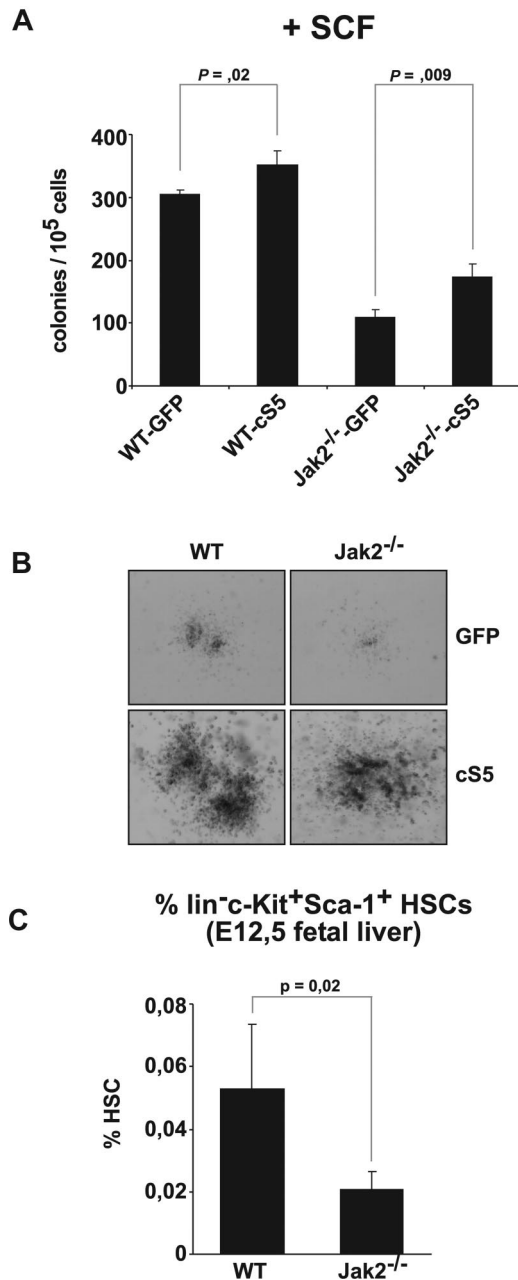 A
+ SCF
P = ,02
P = ,009
400
300
200
100
0
colonies / 10⁵ cells
WT-GFP
WT-cS5
Jak2⁻/⁻-GFP
Jak2⁻/⁻-cS5
B
WT
Jak2⁻/⁻
GFP
cS5
C
% lin⁻c-Kit⁺Sca-1⁺ HSCs
(E12,5 fetal liver)
p = 0,02
0,08
0,06
0,04
0,02
0
% HSC
WT
Jak2⁻/⁻